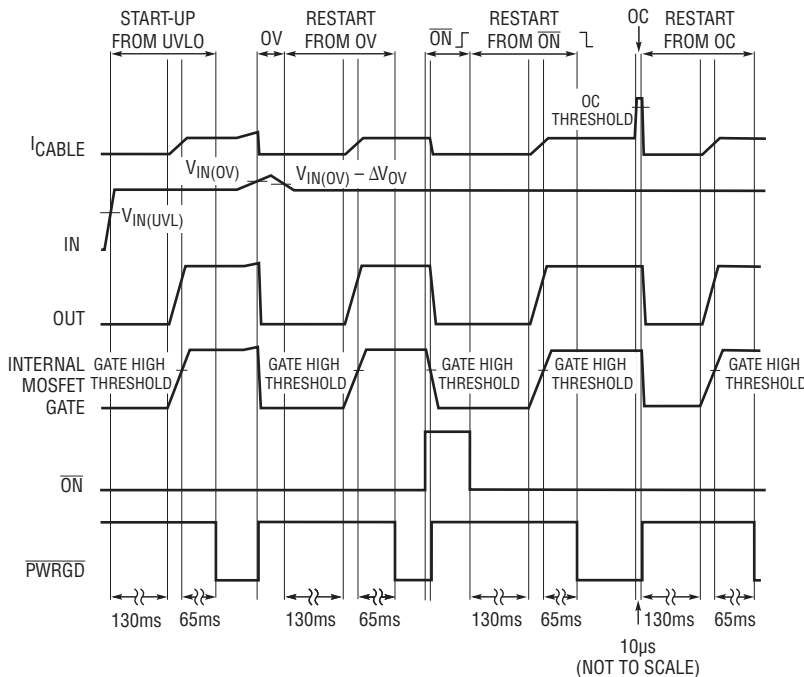 START-UP
FROM UVLO
OV
RESTART
FROM OV
ON
RESTART
FROM ON
OC
RESTART
FROM OC
OC
THRESHOLD
ICABLE
VIN(OV)
VIN(OV) – ΔVOV
VIN(UVL)
IN
OUT
INTERNAL
MOSFET
GATE
GATE HIGH
THRESHOLD
GATE HIGH
THRESHOLD
GATE HIGH
THRESHOLD
GATE HIGH
THRESHOLD
GATE HIGH
THRESHOLD
ON
PWRGD
130ms
65ms
130ms
65ms
130ms
65ms
130ms
65ms
10µs
(NOT TO SCALE)